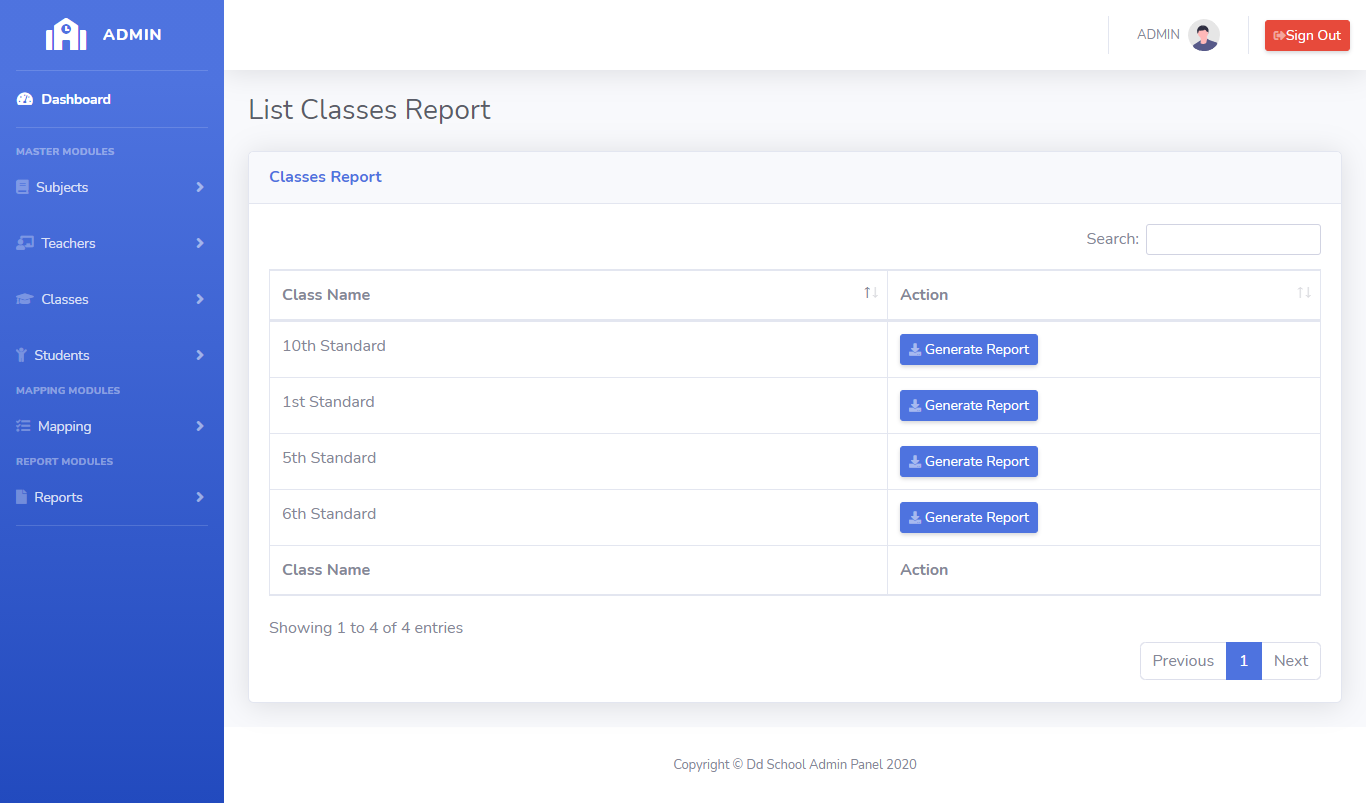 ADMIN
Dashboard
MASTER MODULES
Subjects
Teachers
Classes
Students
MAPPING MODULES
Mapping
REPORT MODULES
Reports
ADMIN
Sign Out
List Classes Report
Classes Report
Search:
Class Name Action
10th Standard Generate Report
1st Standard Generate Report
5th Standard Generate Report
6th Standard Generate Report
Class Name Action
Showing 1 to 4 of 4 entries
Previous 1 Next
Copyright © Dd School Admin Panel 2020